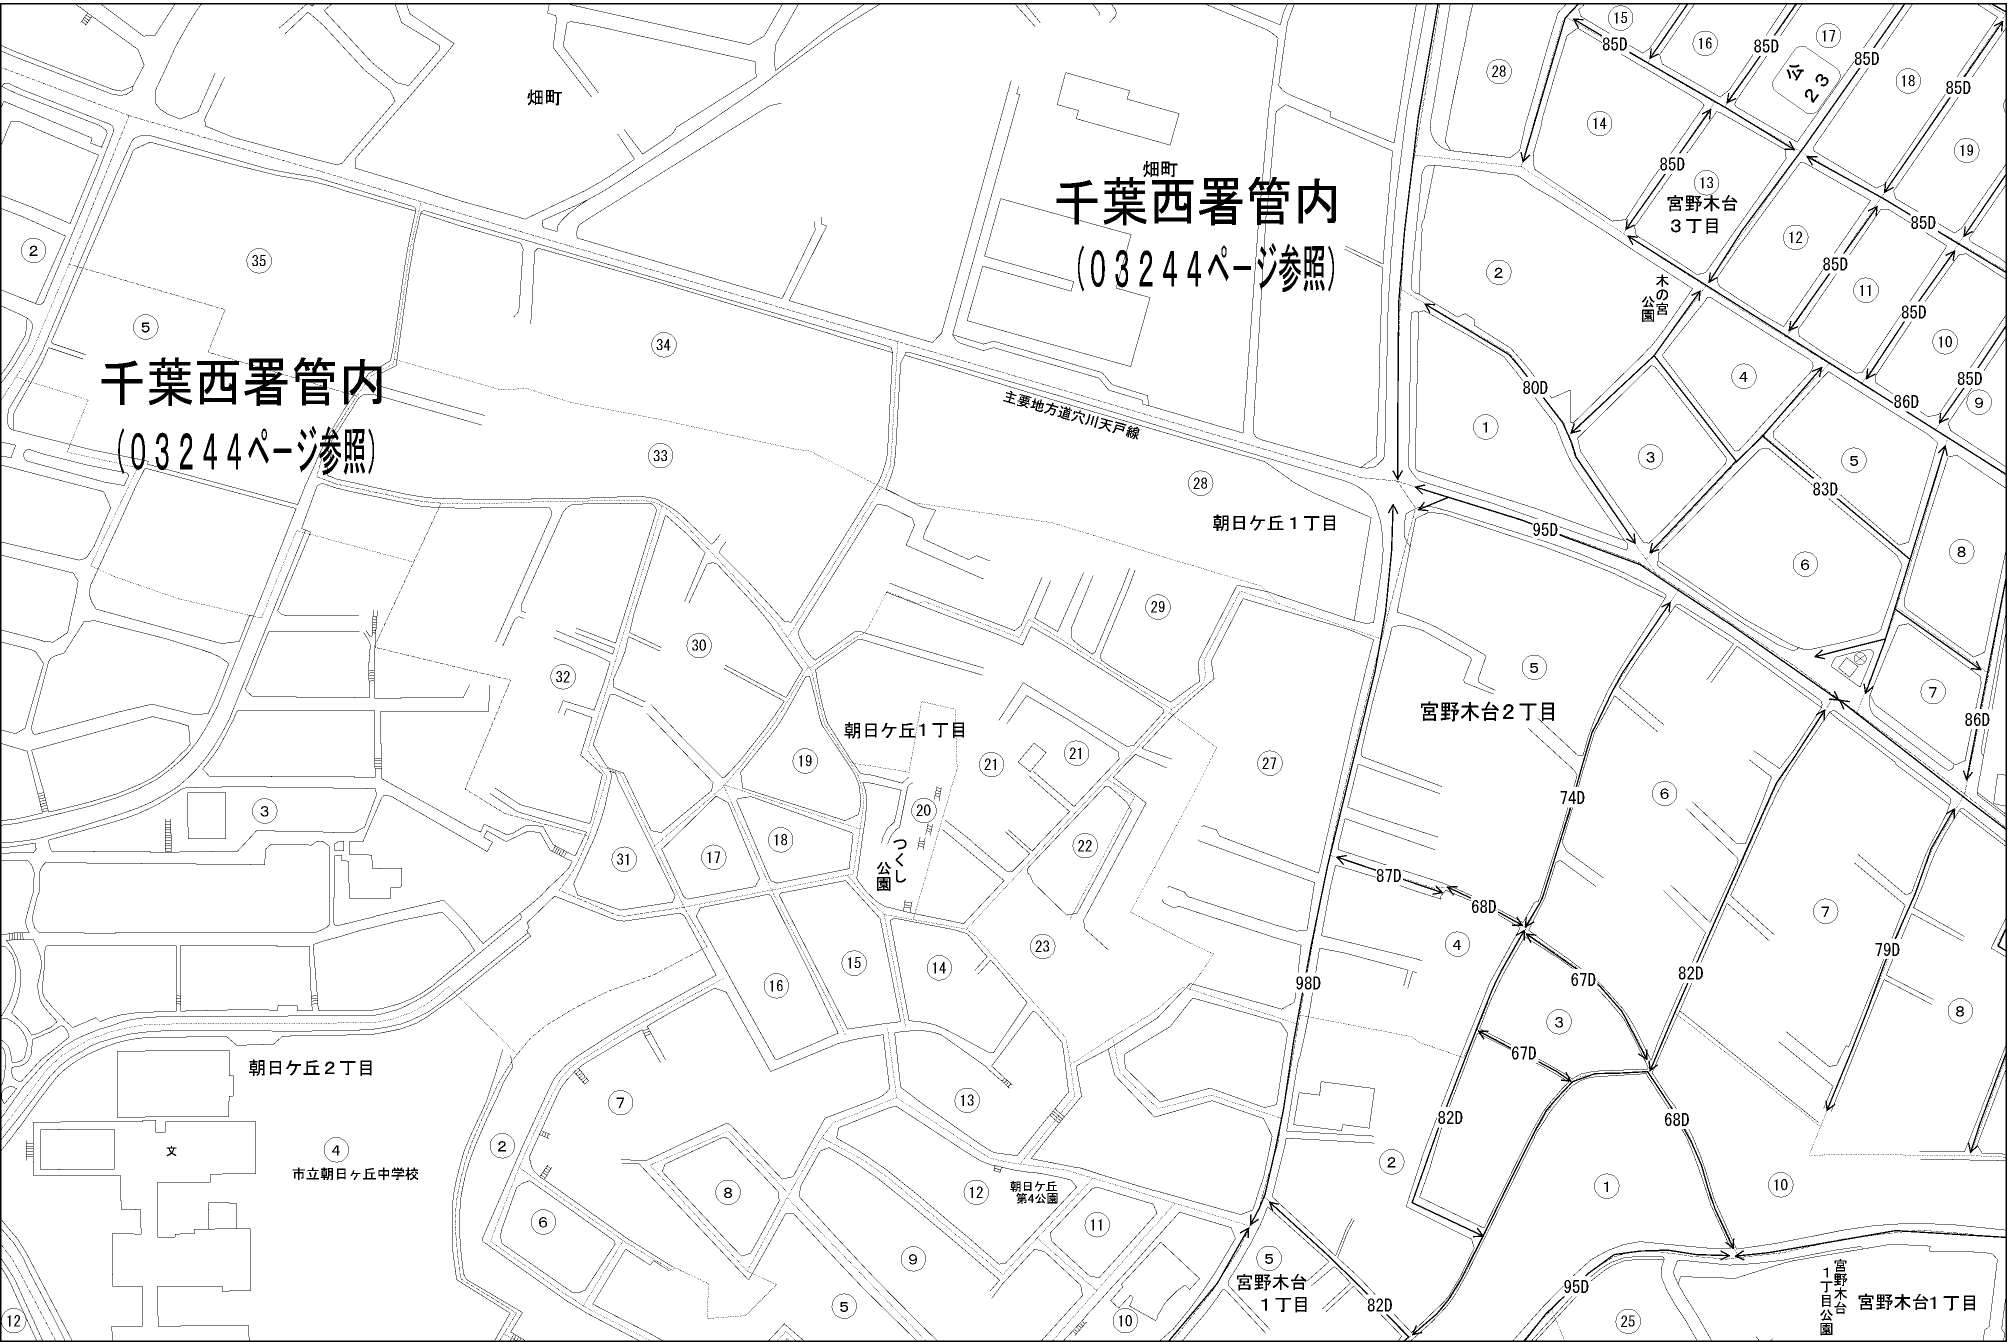 ⑮
85D
⑯
85D
⑰
85D
公
23
⑱
85D
⑲
㉘
畑町
⑭
85D
⑬
宮野木台
3丁目
畑町
千葉西署管内
(03244ページ参照)
⑫
85D
85D
⑪
85D
⑩
85D
⑨
86D
②
木の宮
公園
②
㉟
⑤
千葉西署管内
(03244ページ参照)
㉞
㉝
主要地方道穴川天戸線
80D
①
④
③
⑤
83D
㉘
朝日ケ丘1丁目
95D
⑥
⑧
㉙
㉚
㉜
⑤
宮野木台2丁目
⑦
86D
朝日ケ丘1丁目
⑲
㉑
㉑
㉗
74D
⑥
③
⑳
つくし
公園
㉒
⑱
⑰
㉛
87D
68D
④
⑦
79D
㉓
⑮
⑭
⑯
98D
67D
82D
⑧
③
67D
朝日ケ丘2丁目
⑦
⑬
82D
68D
②
文
④
市立朝日ヶ丘中学校
②
①
⑩
⑧
⑫
朝日ケ丘
第4公園
⑥
⑪
⑨
⑤
宮野木台
1丁目
⑤
⑩
82D
95D
㉕
宮野木台
1丁目公園
宮野木台1丁目
⑫